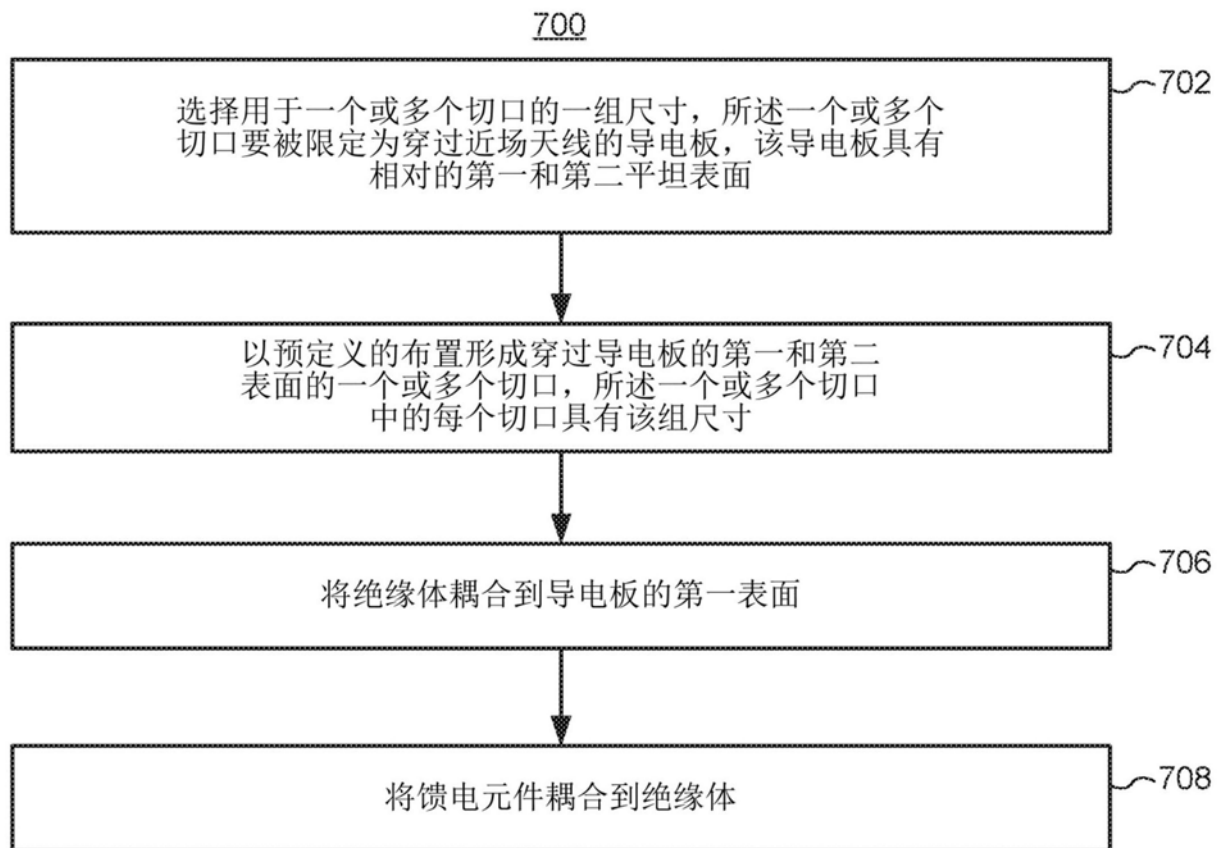 700
702
选择用于一个或多个切口的一组尺寸，所述一个或多个
切口要被限定为穿过近场天线的导电板，该导电板具有
相对的第一和第二平坦表面
704
以预定义的布置形成穿过导电板的第一和第二
表面的一个或多个切口，所述一个或多个切口
中的每个切口具有该组尺寸
706
将绝缘体耦合到导电板的第一表面
708
将馈电元件耦合到绝缘体